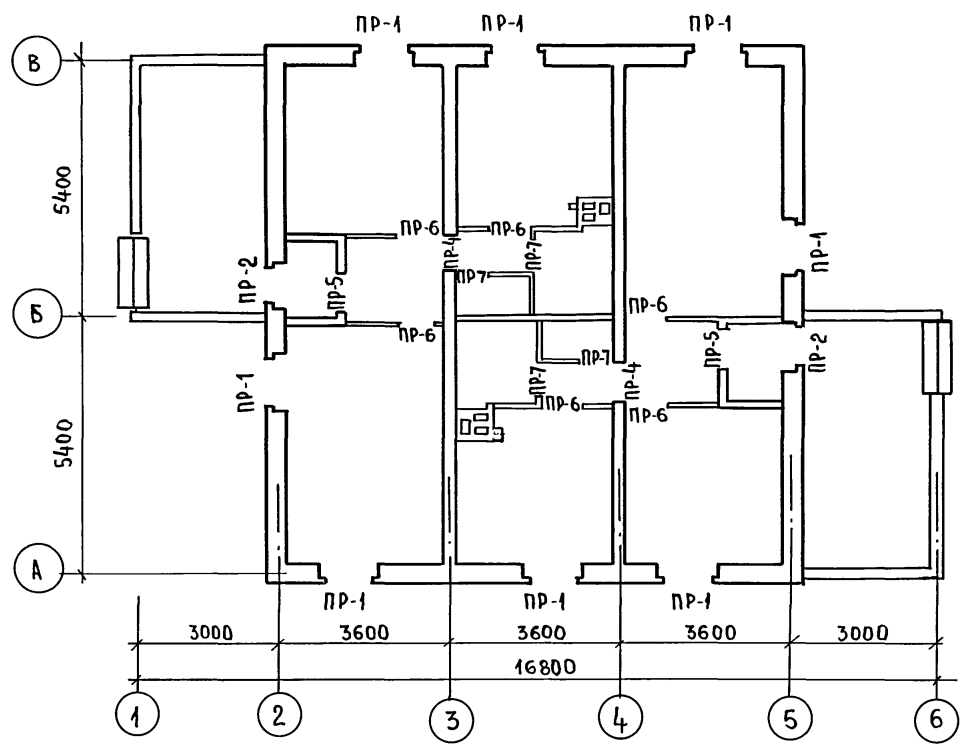 ПР-1 ПР-1 ПР-1
В
5400
ПР-6 ПР-4 ПР-6 ПР-7
ПР-2 ПР-5 ПР7 ПР-1
Б
ПР-6
ПР-6 ПР-5 ПР-2
ПР-7 ПР-7 ПР-4
ПР-1 ПР-6 ПР-6
5400
А
ПР-1 ПР-1 ПР-1
3000 3600 3600 3600 3000
16800
1 2 3 4 5 6